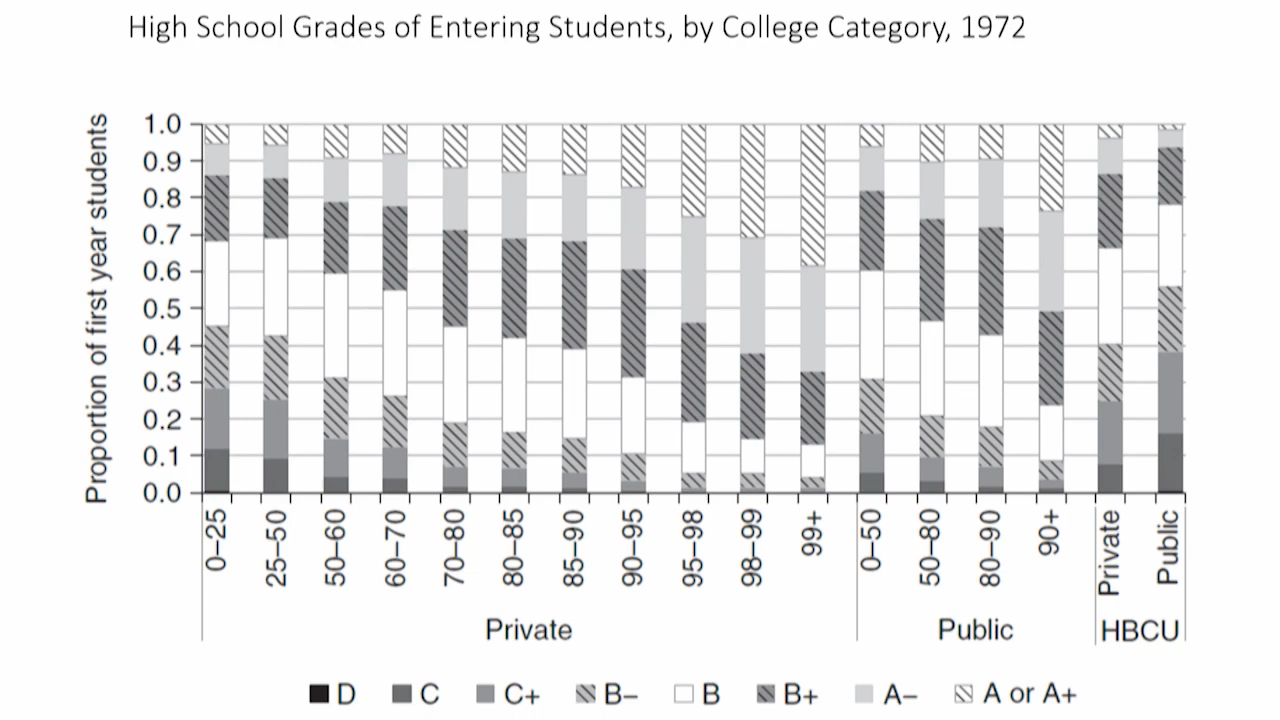 High School Grades of Entering Students, by College Category, 1972
Proportion of first year students
1.0
0.9
0.8
0.7
0.6
0.5
0.4
0.3
0.2
0.1
0.0
0–25
25–50
50–60
60–70
70–80
80–85
85–90
90–95
95–98
98–99
99+
0–50
50–80
80–90
90+
Private
Public
Private
Public
HBCU
D
C
C+
B–
B
B+
A–
A or A+